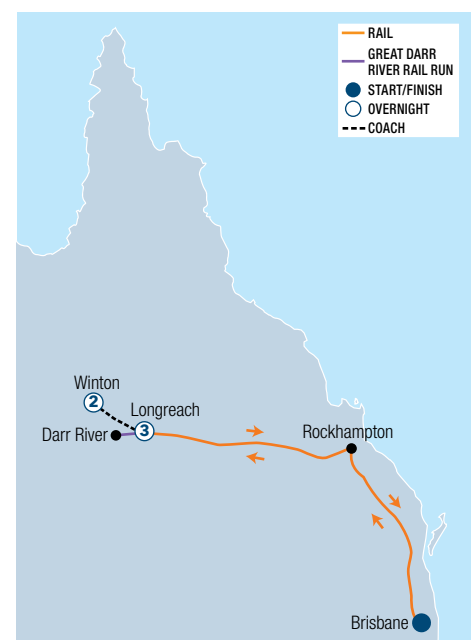 RAIL
GREAT DARR
RIVER RAIL RUN
START/FINISH
OVERNIGHT
COACH
Winton
2
Longreach
3
Darr River
Rockhampton
Brisbane